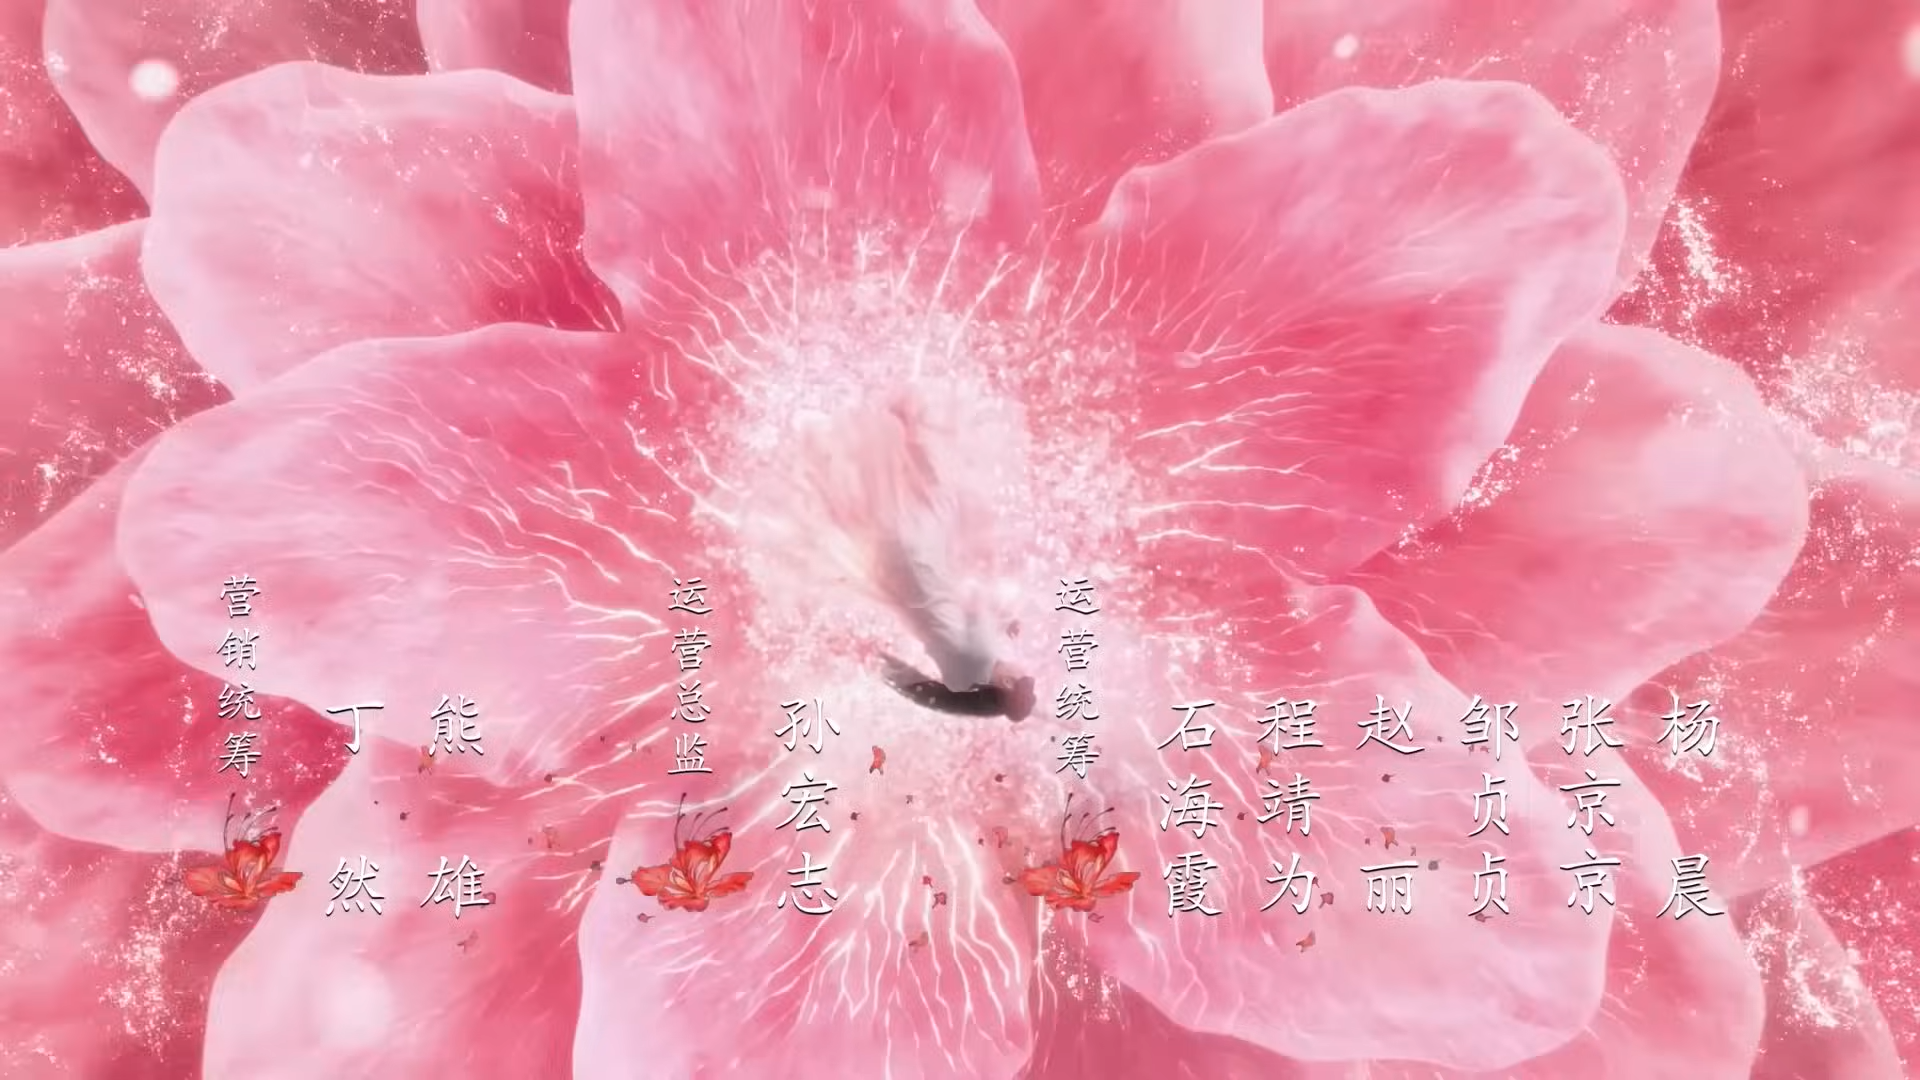 营销统筹
丁然
熊雄
运营总监
孙宏志
运营统筹
石海霞
程靖为
赵丽
邹贞贞
张京京
杨晨